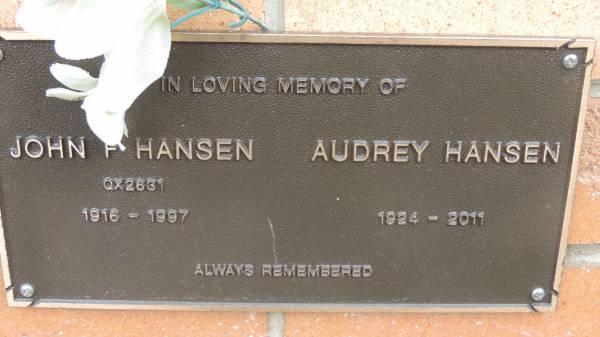 IN LOVING MEMORY OF
JOHN F HANSEN AUDREY HANSEN
QX2631
1916 - 1997 1924 - 2011
ALWAYS REMEMBERED